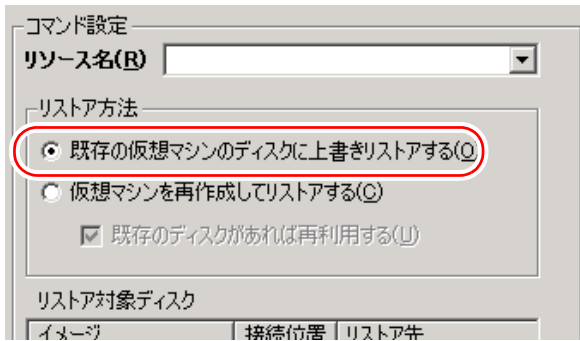 コマンド設定
リソース名(R)
リストア方法
既存の仮想マシンのディスクに上書きリストアする(O
仮想マシンを再作成してリストアする(C)
既存のディスクがあれば再利用する(U)
リストア対象ディスク
イメージ 接続位置 リストア先